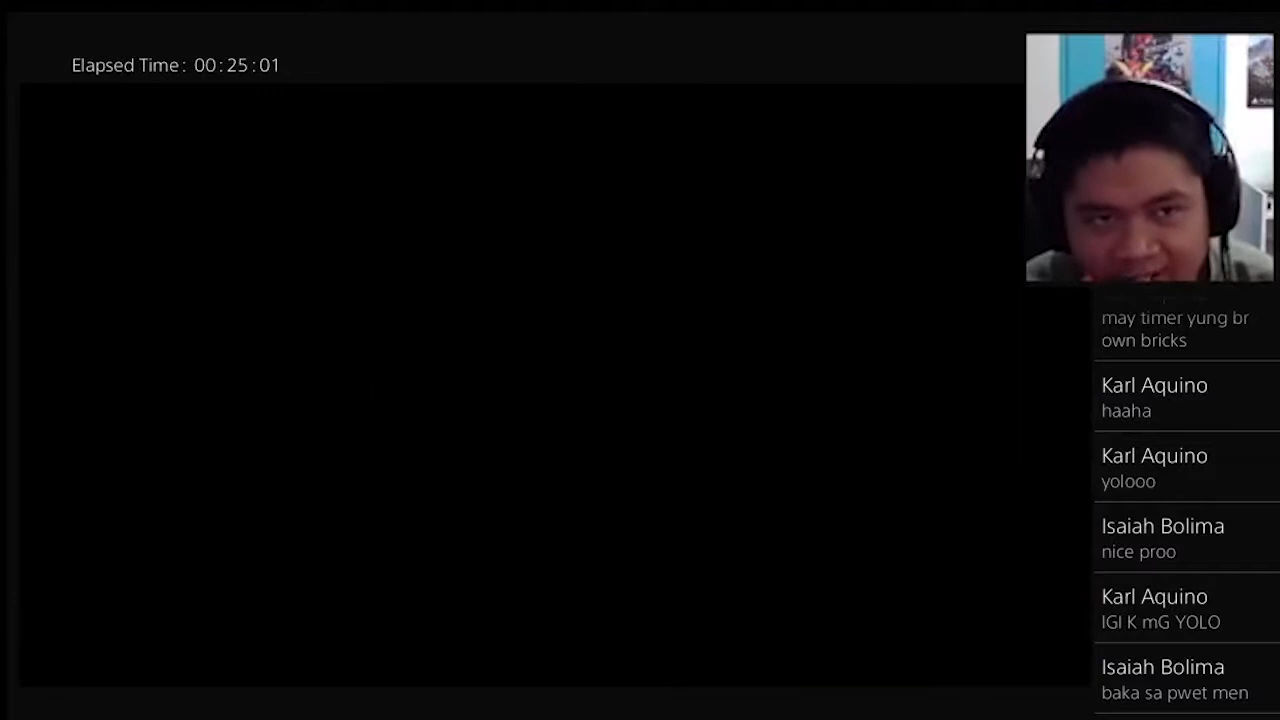 Elapsed Time: 00:25:01
may timer yung br
own bricks
Karl Aquino
haaha
Karl Aquino
yolooo
Isaiah Bolima
nice proo
Karl Aquino
IGI K mG YOLO
Isaiah Bolima
baka sa pwet men